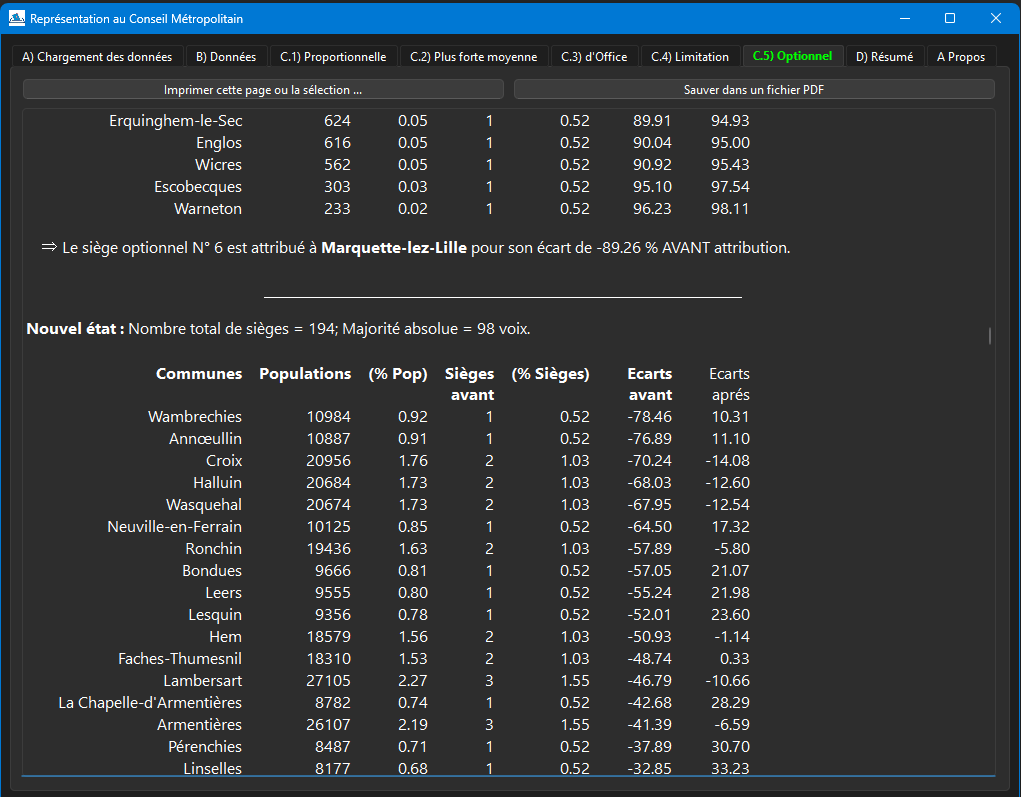 Représentation au Conseil Métropolitain
A) Chargement des données B) Données C.1) Proportionnelle C.2) Plus forte moyenne C.3) d'Office C.4) Limitation C.5) Optionnel D) Résumé A Propos
Imprimer cette page ou la sélection ... Sauver dans un fichier PDF
Erquinghem-le-Sec 624 0.05 1 0.52 89.91 94.93
Englos 616 0.05 1 0.52 90.04 95.00
Wicres 562 0.05 1 0.52 90.92 95.43
Escobecques 303 0.03 1 0.52 95.10 97.54
Warneton 233 0.02 1 0.52 96.23 98.11
⇒ Le siège optionnel N° 6 est attribué à Marquette-lez-Lille pour son écart de -89.26 % AVANT attribution.
Nouvel état : Nombre total de sièges = 194; Majorité absolue = 98 voix.
Communes Populations (% Pop) Sièges (% Sièges) Ecarts Ecarts
avant avant aprés
Wambrechies 10984 0.92 1 0.52 -78.46 10.31
Annœullin 10887 0.91 1 0.52 -76.89 11.10
Croix 20956 1.76 2 1.03 -70.24 -14.08
Halluin 20684 1.73 2 1.03 -68.03 -12.60
Wasquehal 20674 1.73 2 1.03 -67.95 -12.54
Neuville-en-Ferrain 10125 0.85 1 0.52 -64.50 17.32
Ronchin 19436 1.63 2 1.03 -57.89 -5.80
Bondues 9666 0.81 1 0.52 -57.05 21.07
Leers 9555 0.80 1 0.52 -55.24 21.98
Lesquin 9356 0.78 1 0.52 -52.01 23.60
Hem 18579 1.56 2 1.03 -50.93 -1.14
Faches-Thumesnil 18310 1.53 2 1.03 -48.74 0.33
Lambersart 27105 2.27 3 1.55 -46.79 -10.66
La Chapelle-d'Armentières 8782 0.74 1 0.52 -42.68 28.29
Armentières 26107 2.19 3 1.55 -41.39 -6.59
Pérenchies 8487 0.71 1 0.52 -37.89 30.70
Linselles 8177 0.68 1 0.52 -32.85 33.23